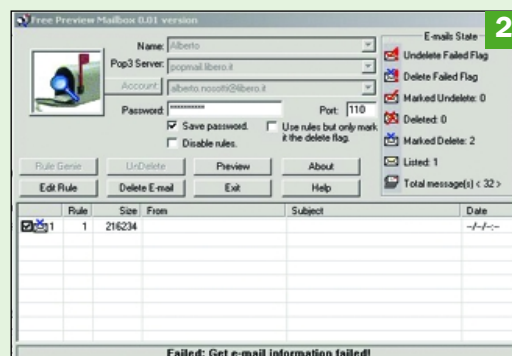 Free Preview Mailbox 0.01 version
2
Name: Alberto
Pop3 Server: popmail.libero.it
Account: alberto.nosotti@libero.it
Password: **********
Port: 110
Save password.
Disable rules.
Use rules but only mark
it the delete flag.
E-mails State
Undelete Failed Flag
Delete Failed Flag
Marked Undelete: 0
Deleted: 0
Marked Delete: 2
Listed: 1
Total message(s) < 32 >
Rule Genie UnDelete Preview About
Edit Rule Delete E-mail Exit Help
Rule Size From Subject Date
1 1 216234 -/-/-:-
Failed: Get e-mail information failed!